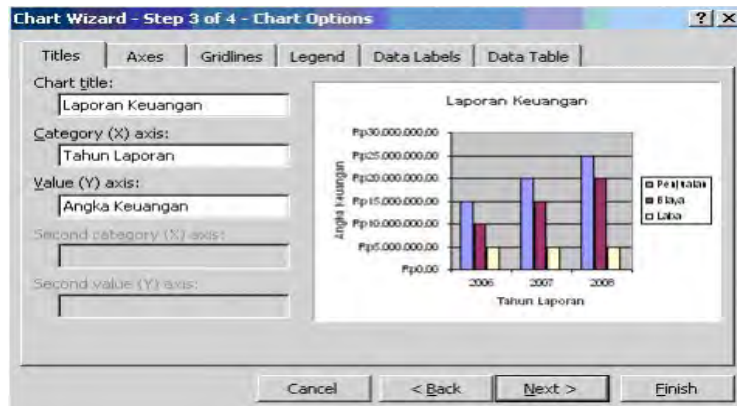 Chart Wizard - Step 3 of 4 - Chart Options
Titles Axes Gridlines Legend Data Labels Data Table
Chart title:
Laporan Keuangan
Category (X) axis:
Tahun Laporan
Value (Y) axis:
Angka Keuangan
Second category (X) axis:
Second value (Y) axis:
Laporan Keuangan
Rp30.000.000,00
Rp25.000.000,00
Rp20.000.000,00
Rp15.000.000,00
Rp10.000.000,00
Rp5.000.000,00
Rp0,00
Angka Keuangan
2006 2007 2008
Tahun Laporan
Penjualan
Biaya
Laba
Cancel < Back Next > Finish